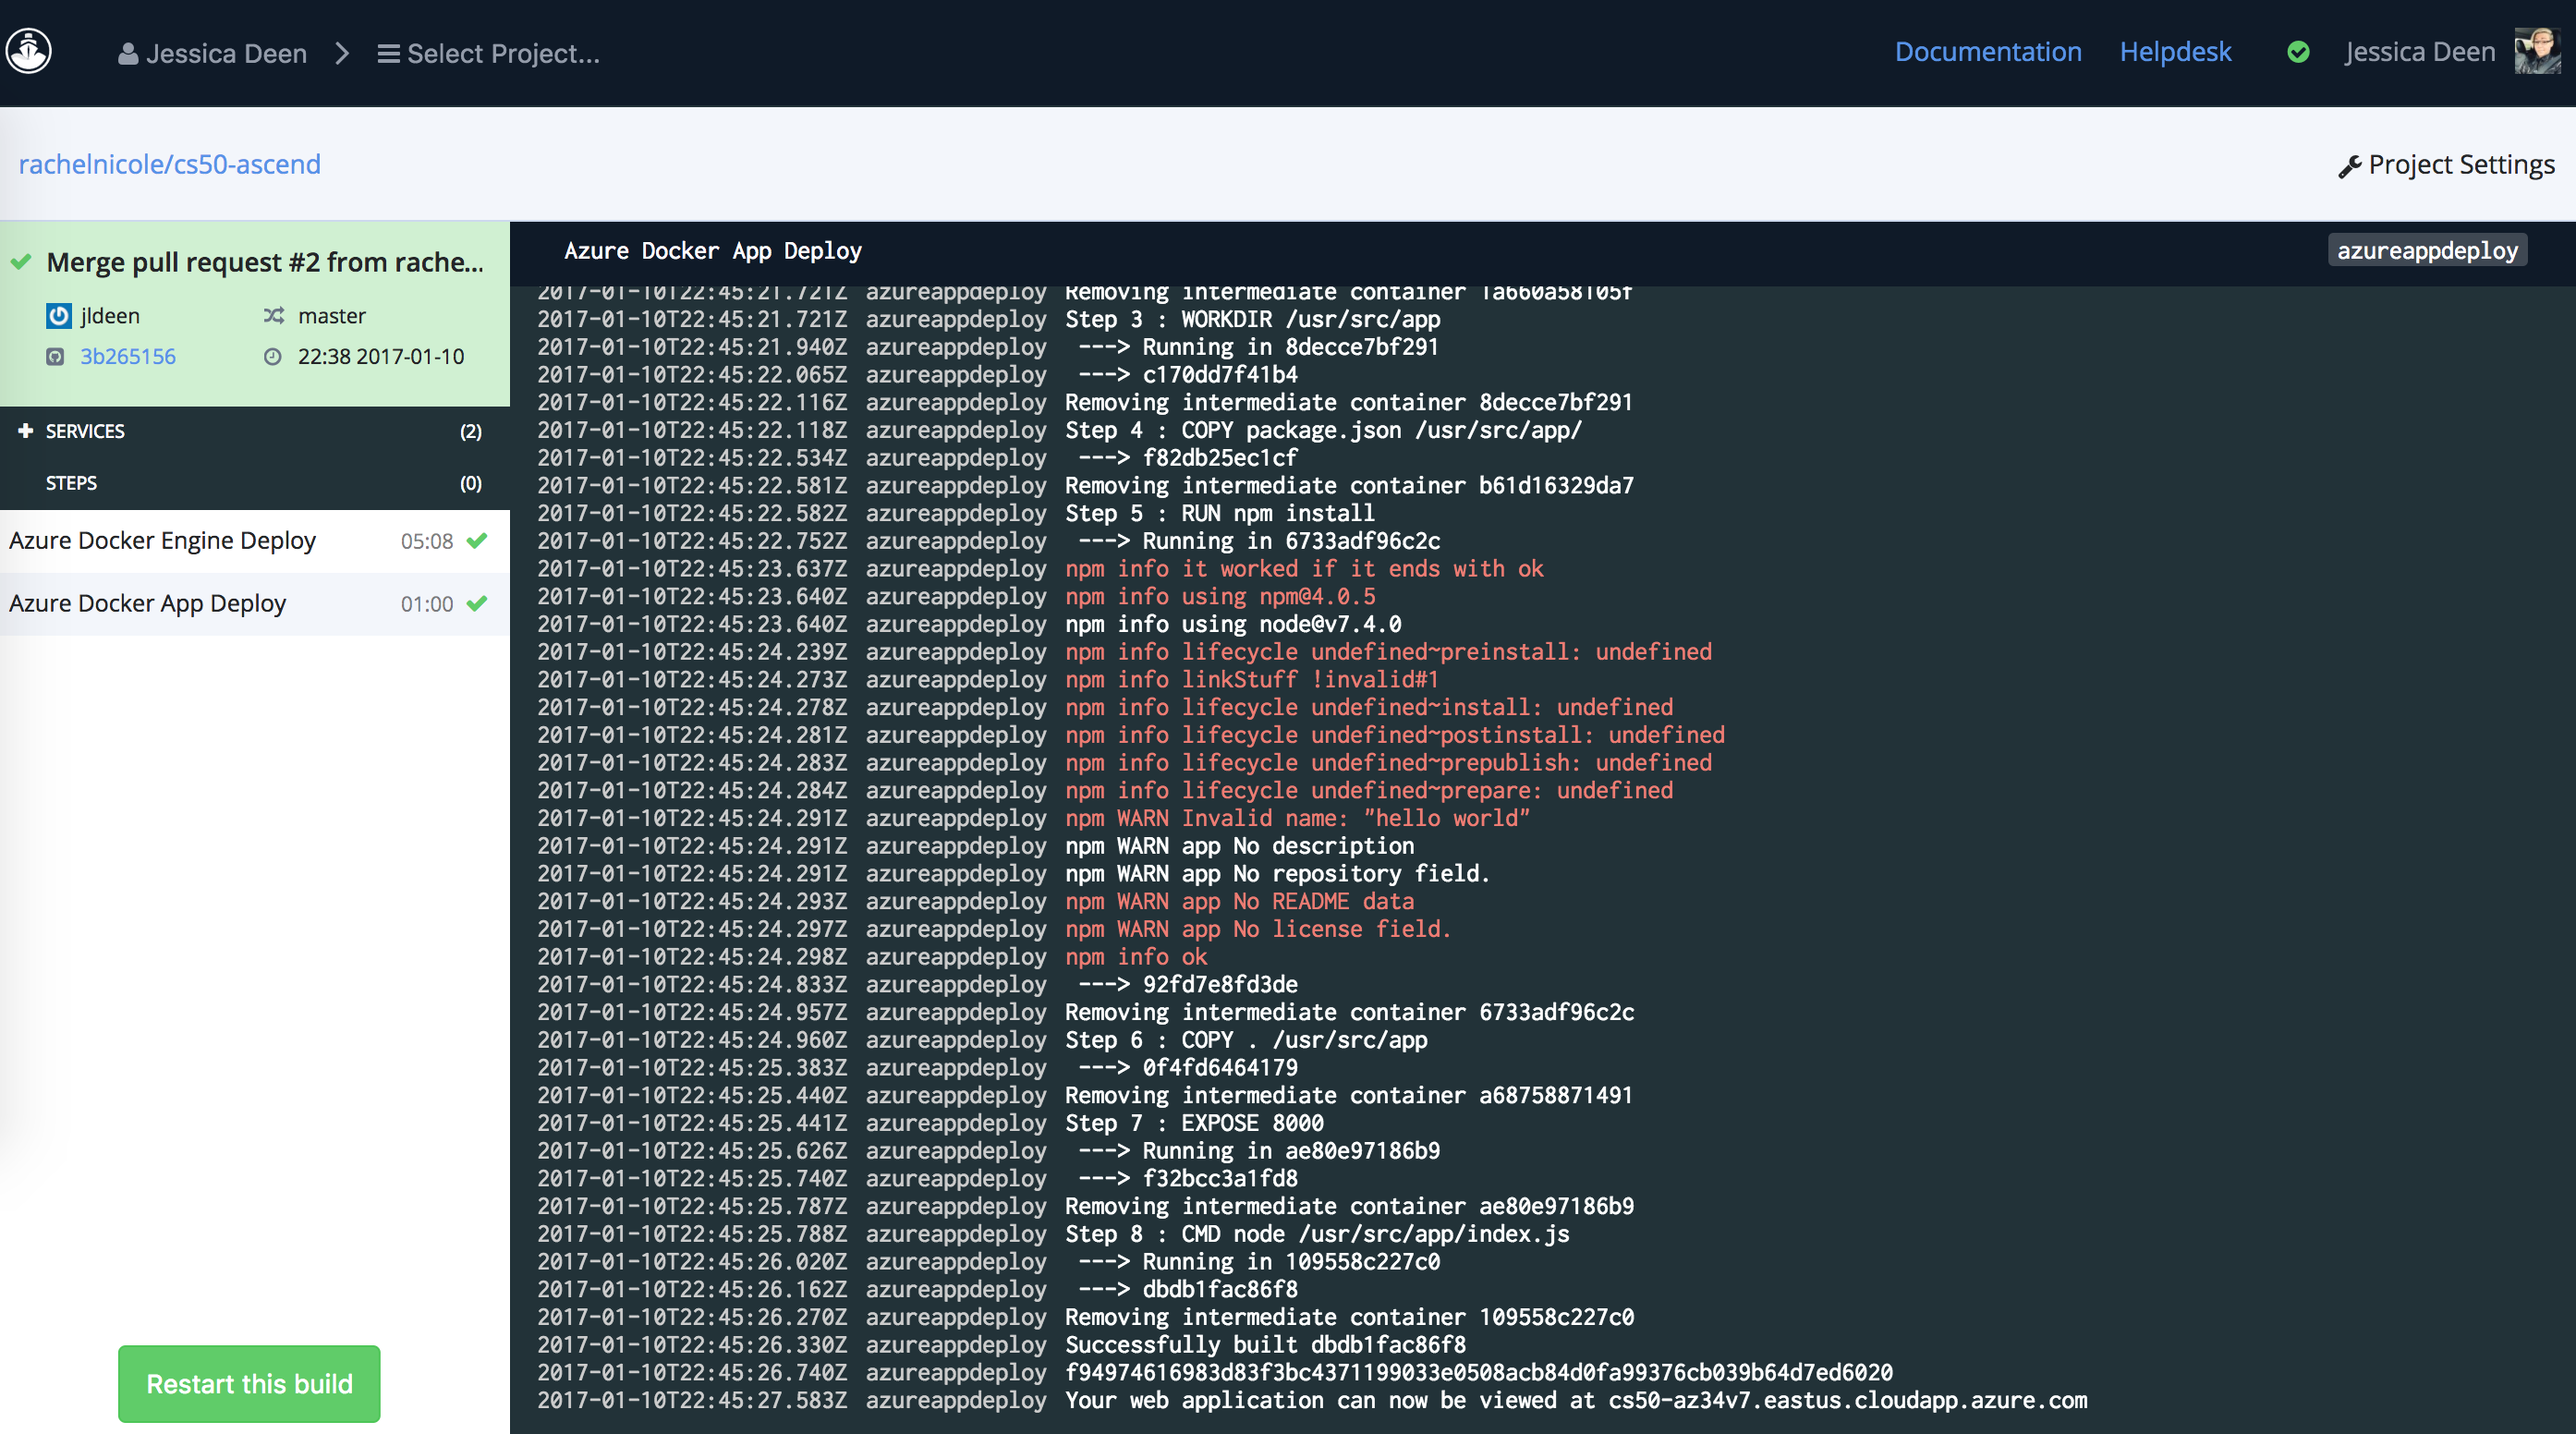 Jessica Deen
Select Project...
Documentation
Helpdesk
Jessica Deen
rachelnicole/cs50-ascend
Project Settings
Merge pull request #2 from rache...
jldeen
master
3b265156
22:38 2017-01-10
SERVICES (2)
STEPS (0)
Azure Docker Engine Deploy 05:08
Azure Docker App Deploy 01:00
Restart this build
Azure Docker App Deploy
azureappdeploy
2017-01-10T22:45:21.721Z azureappdeploy Removing intermediate container 1a660a58105f
2017-01-10T22:45:21.721Z azureappdeploy Step 3 : WORKDIR /usr/src/app
2017-01-10T22:45:21.940Z azureappdeploy ---> Running in 8decce7bf291
2017-01-10T22:45:22.065Z azureappdeploy ---> c170dd7f41b4
2017-01-10T22:45:22.116Z azureappdeploy Removing intermediate container 8decce7bf291
2017-01-10T22:45:22.118Z azureappdeploy Step 4 : COPY package.json /usr/src/app/
2017-01-10T22:45:22.534Z azureappdeploy ---> f82db25ec1cf
2017-01-10T22:45:22.581Z azureappdeploy Removing intermediate container b61d16329da7
2017-01-10T22:45:22.582Z azureappdeploy Step 5 : RUN npm install
2017-01-10T22:45:22.752Z azureappdeploy ---> Running in 6733adf96c2c
2017-01-10T22:45:23.637Z azureappdeploy npm info it worked if it ends with ok
2017-01-10T22:45:23.640Z azureappdeploy npm info using npm@4.0.5
2017-01-10T22:45:23.640Z azureappdeploy npm info using node@v7.4.0
2017-01-10T22:45:24.239Z azureappdeploy npm info lifecycle undefined~preinstall: undefined
2017-01-10T22:45:24.273Z azureappdeploy npm info linkStuff !invalid#1
2017-01-10T22:45:24.278Z azureappdeploy npm info lifecycle undefined~install: undefined
2017-01-10T22:45:24.281Z azureappdeploy npm info lifecycle undefined~postinstall: undefined
2017-01-10T22:45:24.283Z azureappdeploy npm info lifecycle undefined~prepublish: undefined
2017-01-10T22:45:24.284Z azureappdeploy npm info lifecycle undefined~prepare: undefined
2017-01-10T22:45:24.291Z azureappdeploy npm WARN Invalid name: "hello world"
2017-01-10T22:45:24.291Z azureappdeploy npm WARN app No description
2017-01-10T22:45:24.291Z azureappdeploy npm WARN app No repository field.
2017-01-10T22:45:24.293Z azureappdeploy npm WARN app No README data
2017-01-10T22:45:24.297Z azureappdeploy npm WARN app No license field.
2017-01-10T22:45:24.298Z azureappdeploy npm info ok
2017-01-10T22:45:24.833Z azureappdeploy ---> 92fd7e8fd3de
2017-01-10T22:45:24.957Z azureappdeploy Removing intermediate container 6733adf96c2c
2017-01-10T22:45:24.960Z azureappdeploy Step 6 : COPY . /usr/src/app
2017-01-10T22:45:25.383Z azureappdeploy ---> 0f4fd6464179
2017-01-10T22:45:25.440Z azureappdeploy Removing intermediate container a68758871491
2017-01-10T22:45:25.441Z azureappdeploy Step 7 : EXPOSE 8000
2017-01-10T22:45:25.626Z azureappdeploy ---> Running in ae80e97186b9
2017-01-10T22:45:25.740Z azureappdeploy ---> f32bcc3a1fd8
2017-01-10T22:45:25.787Z azureappdeploy Removing intermediate container ae80e97186b9
2017-01-10T22:45:25.788Z azureappdeploy Step 8 : CMD node /usr/src/app/index.js
2017-01-10T22:45:26.020Z azureappdeploy ---> Running in 109558c227c0
2017-01-10T22:45:26.162Z azureappdeploy ---> dbdb1fac86f8
2017-01-10T22:45:26.270Z azureappdeploy Removing intermediate container 109558c227c0
2017-01-10T22:45:26.330Z azureappdeploy Successfully built dbdb1fac86f8
2017-01-10T22:45:26.740Z azureappdeploy f94974616983d83f3bc4371199033e0508acb84d0fa99376cb039b64d7ed6020
2017-01-10T22:45:27.583Z azureappdeploy Your web application can now be viewed at cs50-az34v7.eastus.cloudapp.azure.com